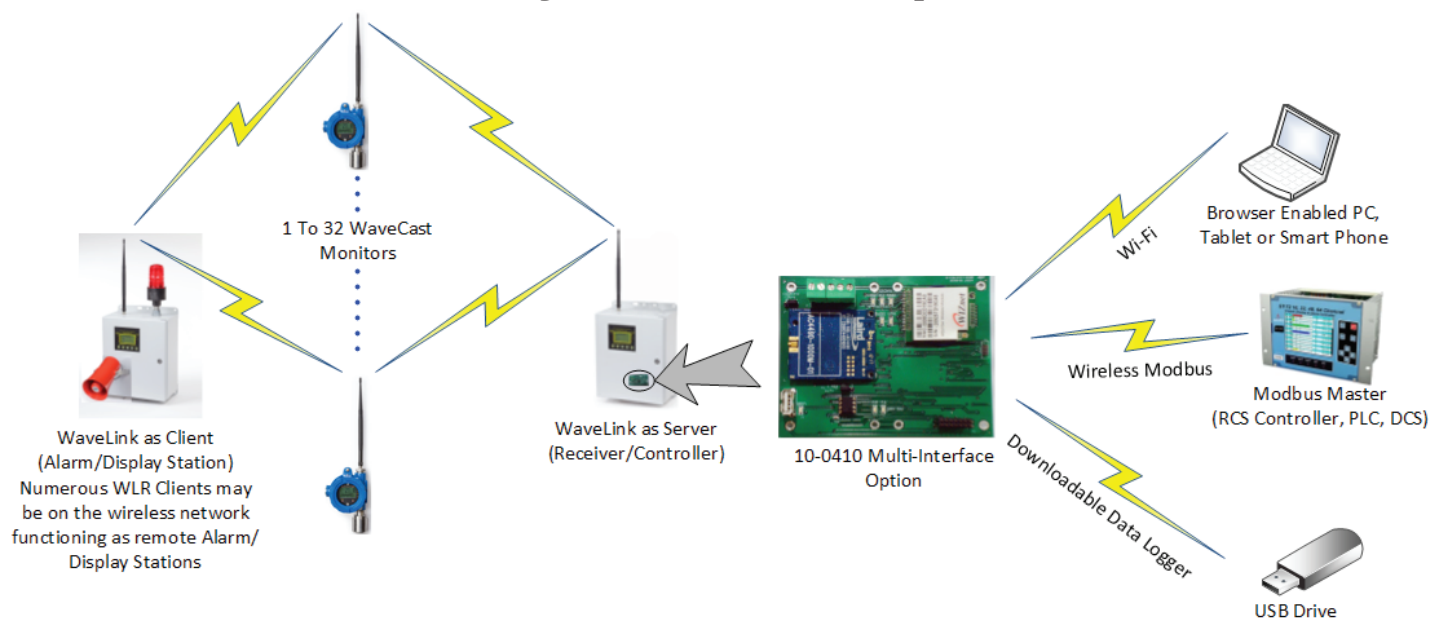 1 To 32 WaveCast
Monitors
WaveLink as Client
(Alarm/Display Station)
Numerous WLR Clients may
be on the wireless network
functioning as remote Alarm/
Display Stations
WaveLink as Server
(Receiver/Controller)
Laird
WIZnet
10-0410 Multi-Interface
Option
Wi-Fi
Browser Enabled PC,
Tablet or Smart Phone
Wireless Modbus
Modbus Master
(RCS Controller, PLC, DCS)
Downloadable Data Logger
USB Drive